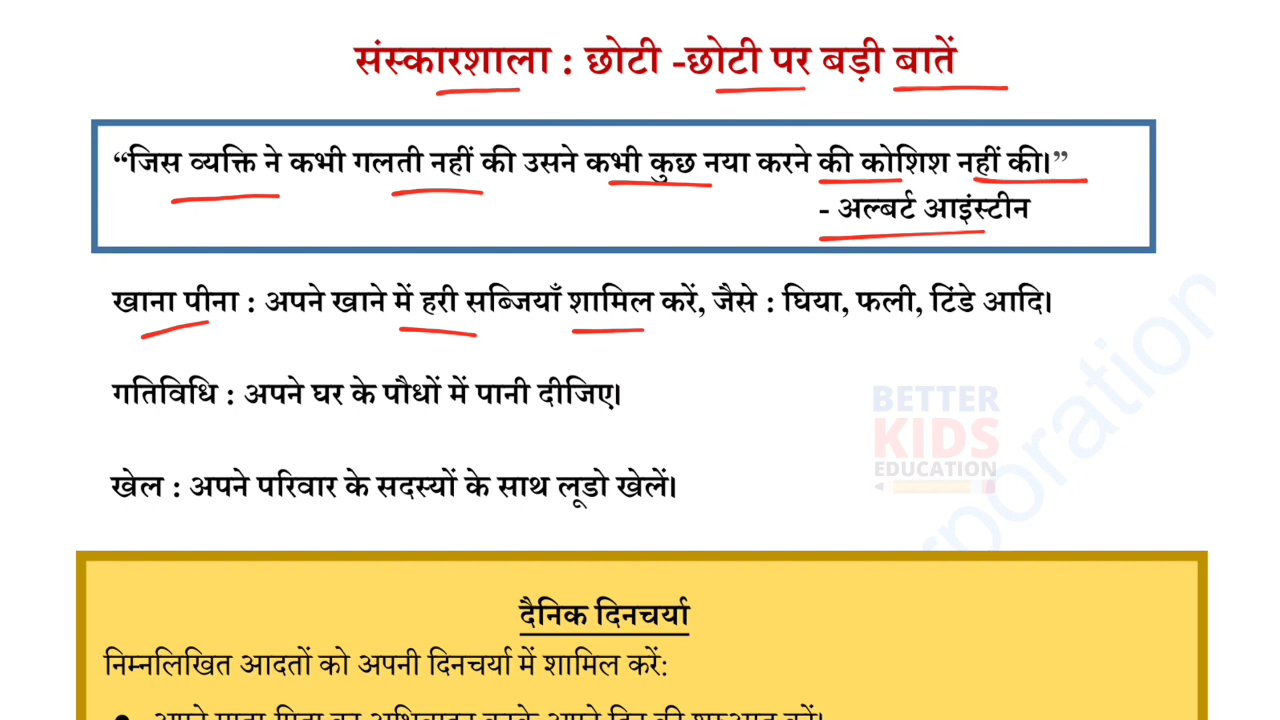 संस्कारशाला : छोटी -छोटी पर बड़ी बातें
“जिस व्यक्ति ने कभी गलती नहीं की उसने कभी कुछ नया करने की कोशिश नहीं की।”
- अल्बर्ट आइंस्टीन
खाना पीना : अपने खाने में हरी सब्जियाँ शामिल करें, जैसे : घिया, फली, टिंडे आदि।
गतिविधि : अपने घर के पौधों में पानी दीजिए।
BETTER
KIDS
EDUCATION
खेल : अपने परिवार के सदस्यों के साथ लूडो खेलें।
दैनिक दिनचर्या
निम्नलिखित आदतों को अपनी दिनचर्या में शामिल करें: